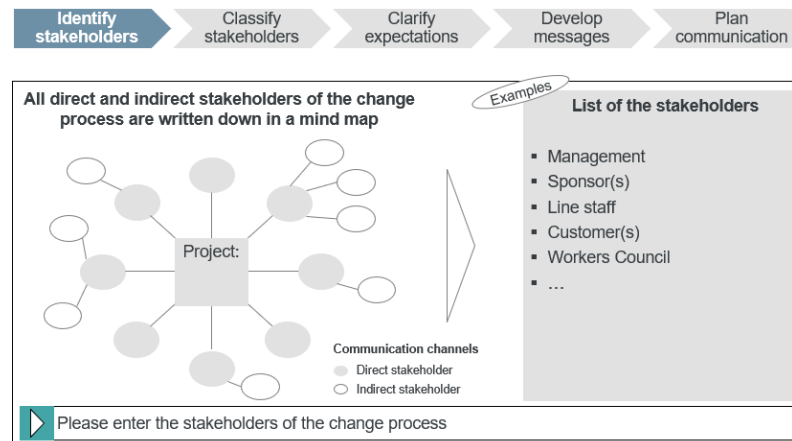 Identify
stakeholders
Classify
stakeholders
Clarify
expectations
Develop
messages
Plan
communication
All direct and indirect stakeholders of the change
process are written down in a mind map
Project:
Communication channels
Direct stakeholder
Indirect stakeholder
Examples
List of the stakeholders
▪ Management
▪ Sponsor(s)
▪ Line staff
▪ Customer(s)
▪ Workers Council
▪ …
Please enter the stakeholders of the change process